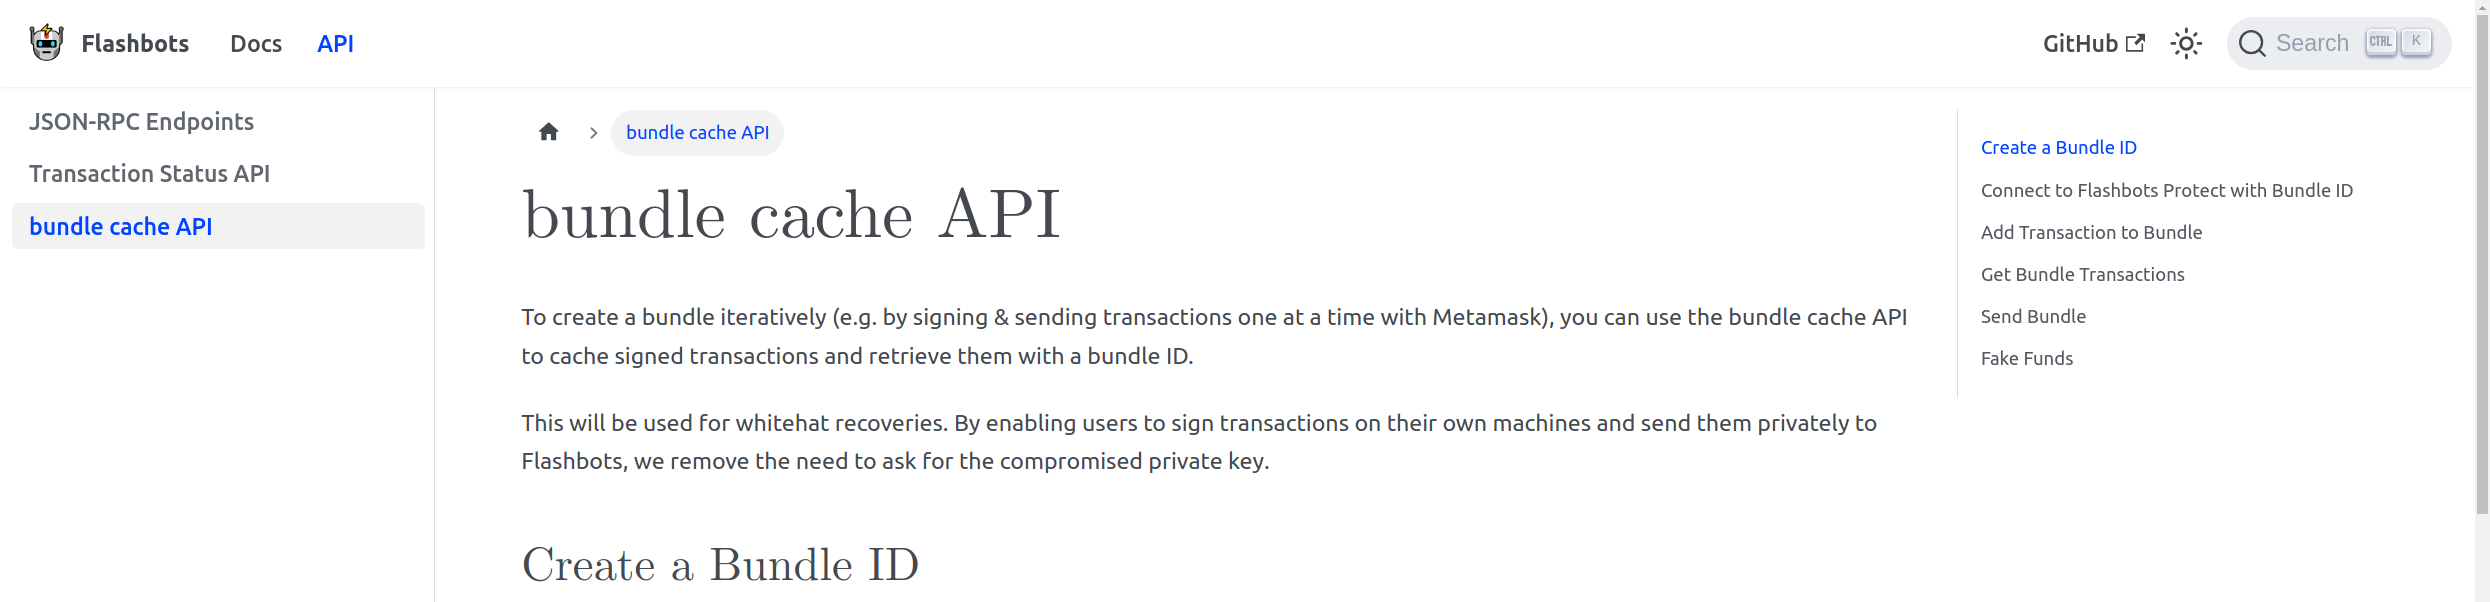 Flashbots Docs API GitHub Search CTRL K
JSON-RPC Endpoints
Transaction Status API
bundle cache API
bundle cache API
bundle cache API
To create a bundle iteratively (e.g. by signing & sending transactions one at a time with Metamask), you can use the bundle cache API
to cache signed transactions and retrieve them with a bundle ID.
This will be used for whitehat recoveries. By enabling users to sign transactions on their own machines and send them privately to
Flashbots, we remove the need to ask for the compromised private key.
Create a Bundle ID
Create a Bundle ID
Connect to Flashbots Protect with Bundle ID
Add Transaction to Bundle
Get Bundle Transactions
Send Bundle
Fake Funds